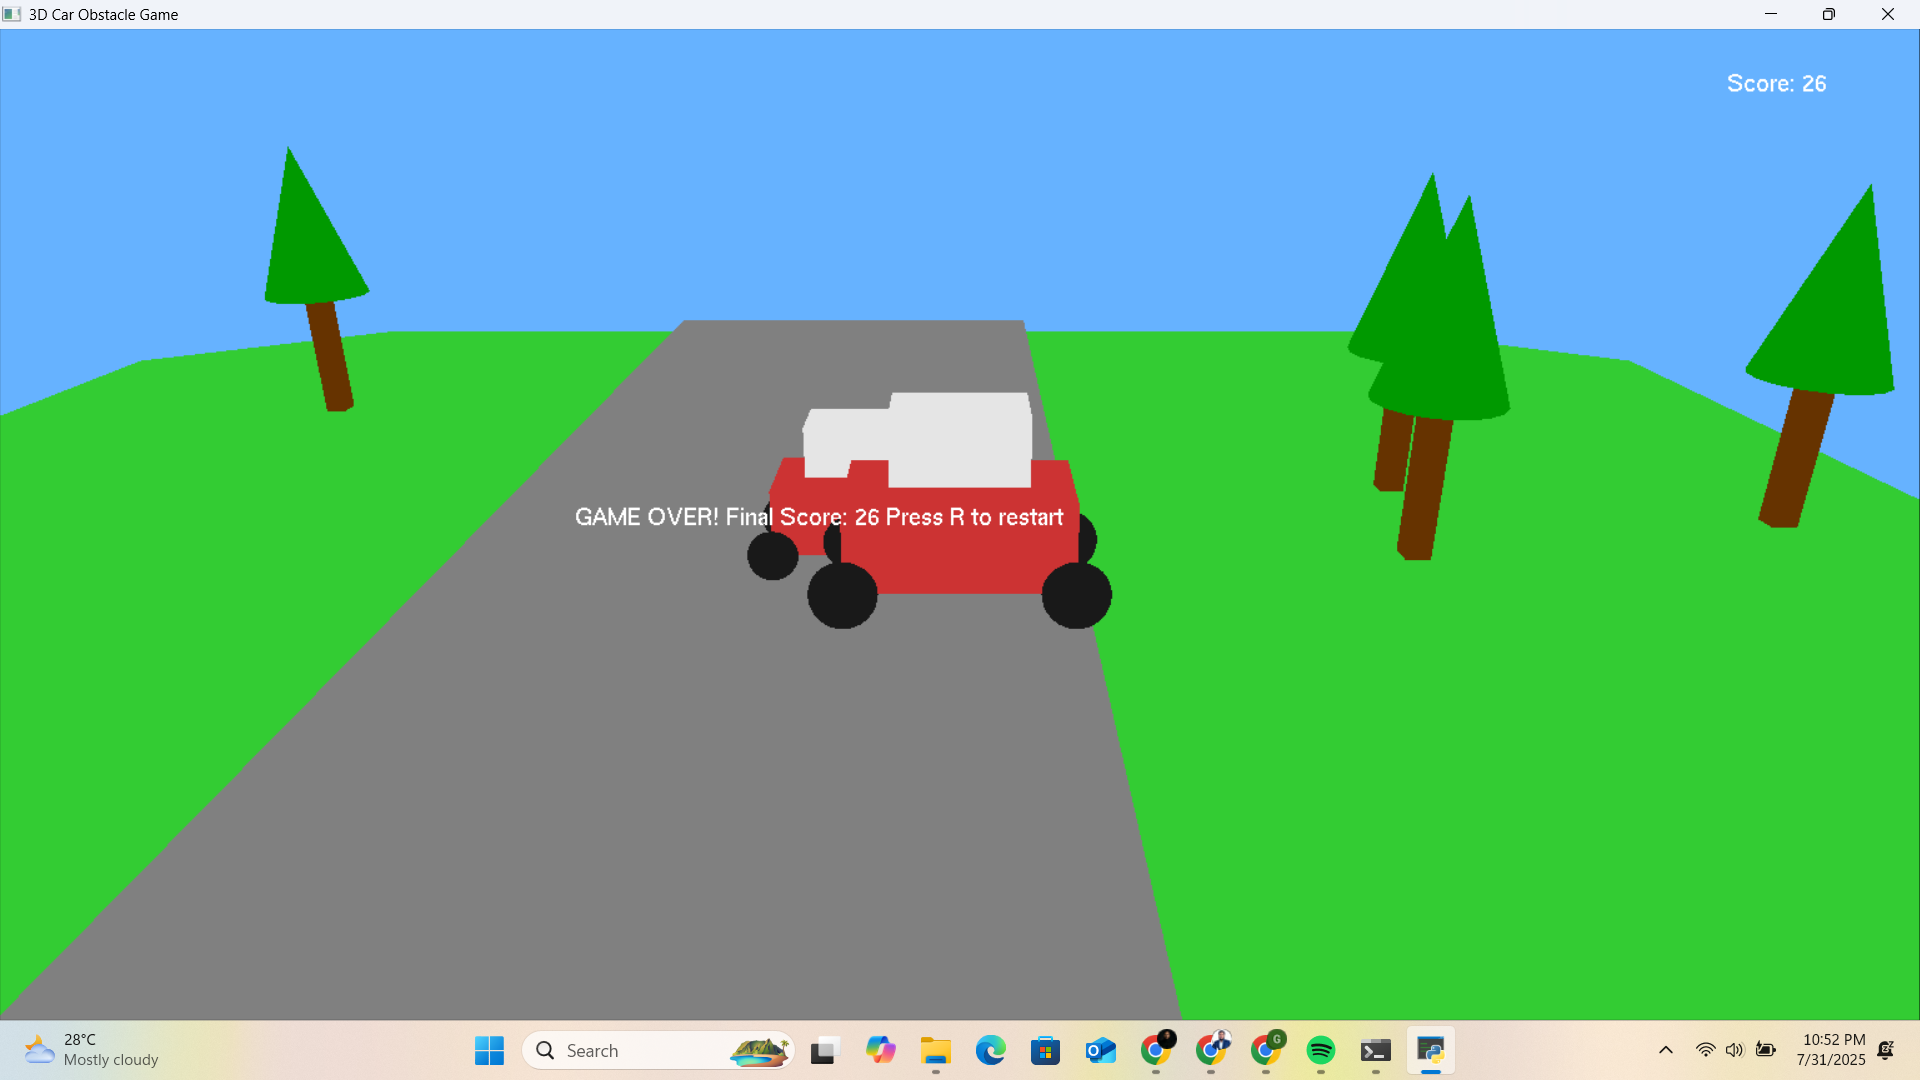 3D Car Obstacle Game
Score: 26
GAME OVER! Final Score: 26 Press R to restart
28°C
Mostly cloudy
Search
G
10:52 PM
7/31/2025